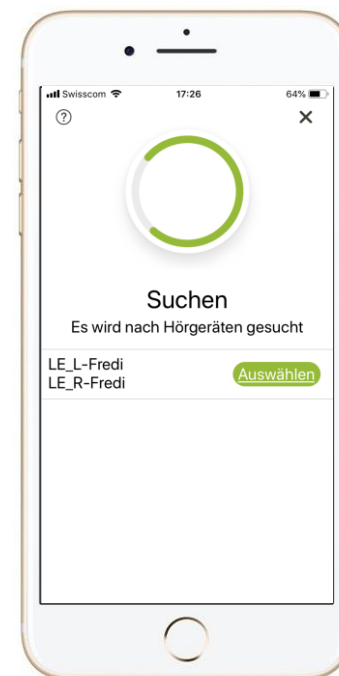 Swisscom 17:26 64%
?
Suchen
Es wird nach Hörgeräten gesucht
LE_L-Fredi
LE_R-Fredi
Auswählen